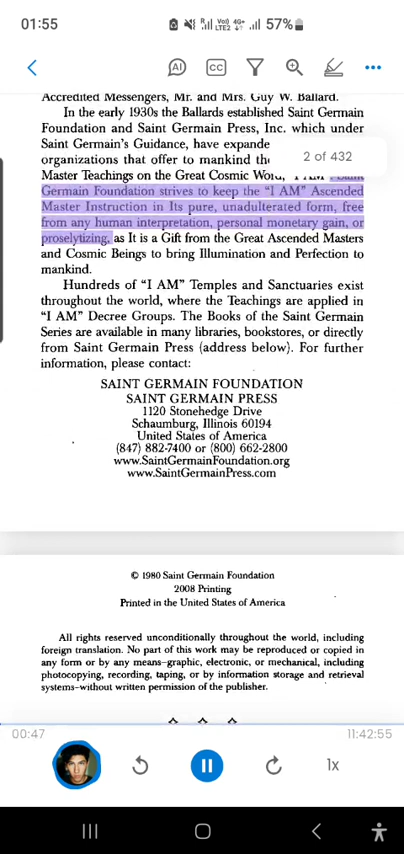 01:55
57%
AI
CC
Accredited Messengers, Mr. and Mrs. Guy W. Ballard.
In the early 1930s the Ballards established Saint Germain
Foundation and Saint Germain Press, Inc. which under
Saint Germain's Guidance, have expande
organizations that offer to mankind th
2 of 432
Master Teachings on the Great Cosmic Word, "I AM". Saint
Germain Foundation strives to keep the "I AM" Ascended
Master Instruction in Its pure, unadulterated form, free
from any human interpretation, personal monetary gain, or
proselytizing, as It is a Gift from the Great Ascended Masters
and Cosmic Beings to bring Illumination and Perfection to
mankind.
Hundreds of "I AM" Temples and Sanctuaries exist
throughout the world, where the Teachings are applied in
"I AM" Decree Groups. The Books of the Saint Germain
Series are available in many libraries, bookstores, or directly
from Saint Germain Press (address below). For further
information, please contact:
SAINT GERMAIN FOUNDATION
SAINT GERMAIN PRESS
1120 Stonehedge Drive
Schaumburg, Illinois 60194
United States of America
(847) 882-7400 or (800) 662-2800
www.SaintGermainFoundation.org
www.SaintGermainPress.com
© 1980 Saint Germain Foundation
2008 Printing
Printed in the United States of America
All rights reserved unconditionally throughout the world, including
foreign translation. No part of this work may be reproduced or copied in
any form or by any means–graphic, electronic, or mechanical, including
photocopying, recording, taping, or by information storage and retrieval
systems–without written permission of the publisher.
00:47
11:42:55
1x